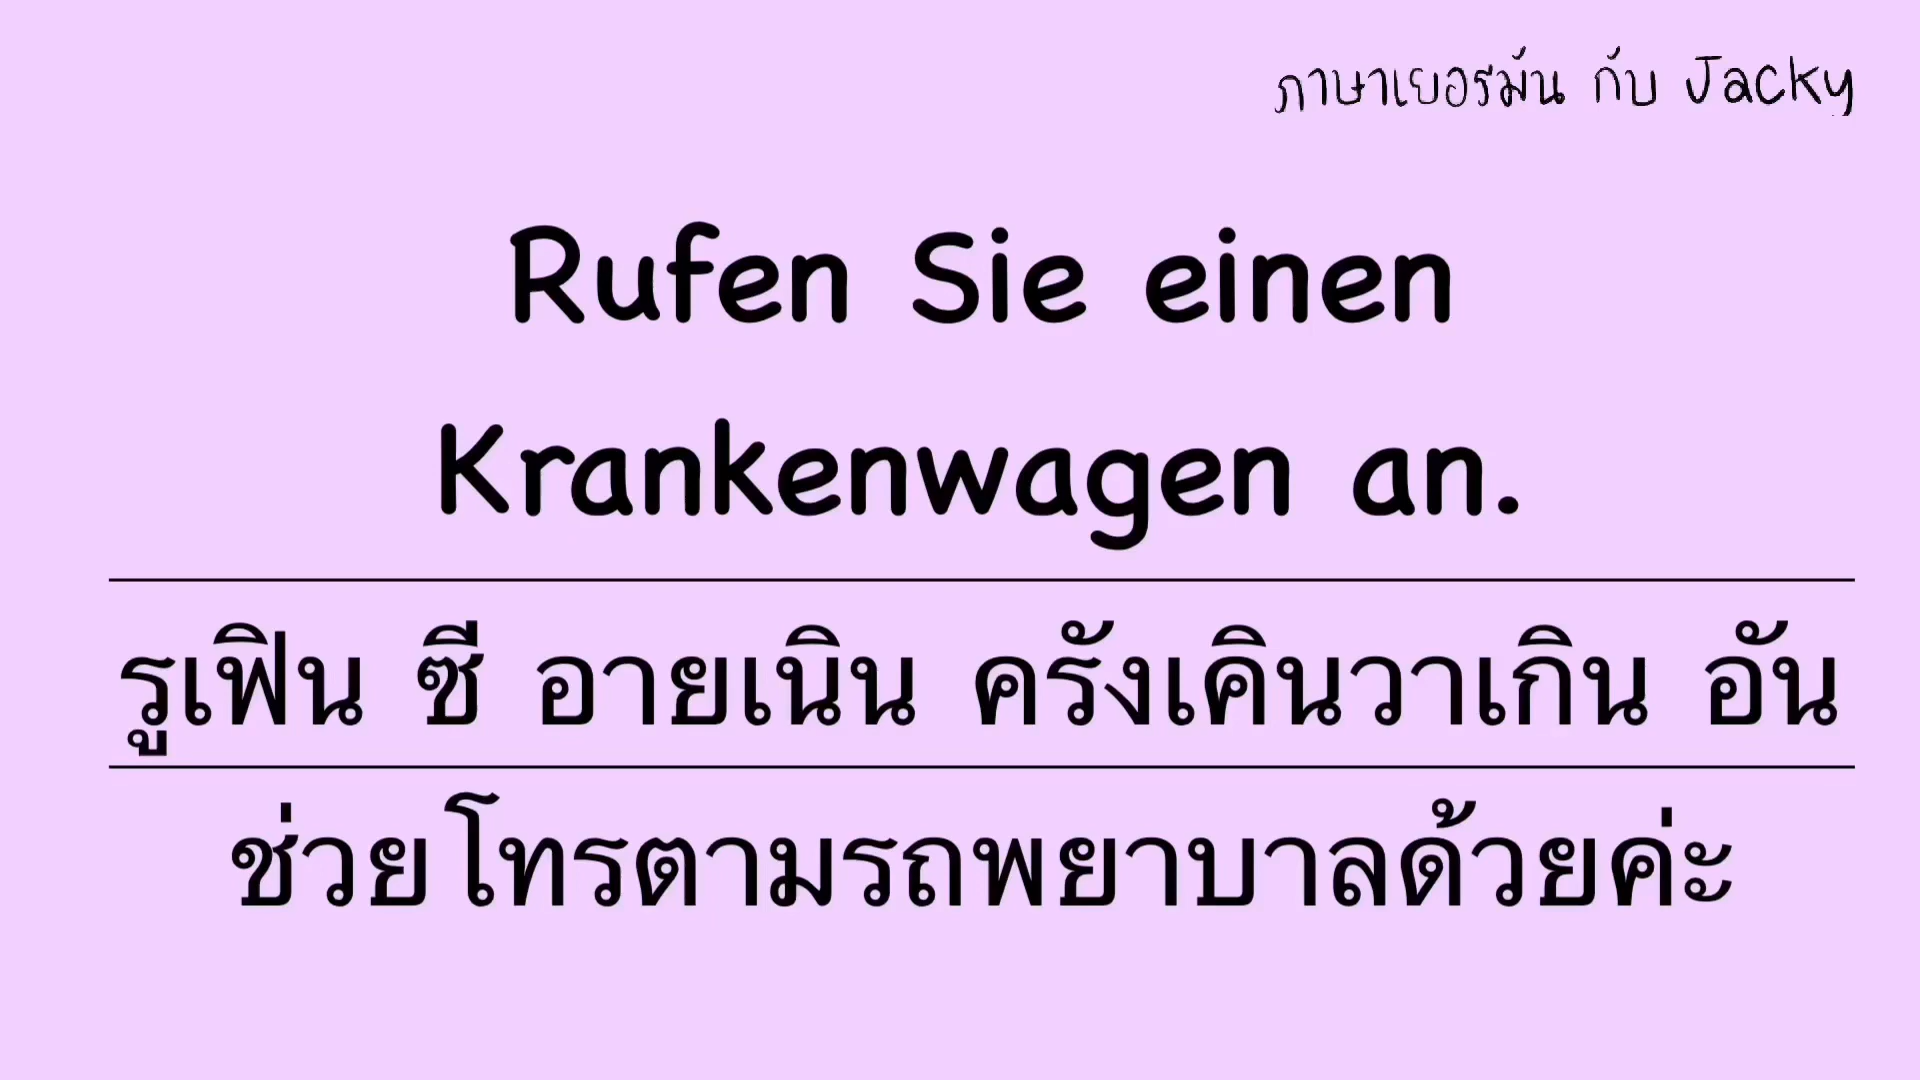 ภาษาเยอรมัน กับ Jacky
Rufen Sie einen
Krankenwagen an.
รูเฟิน ซี อายเนิน ครังเคินวาเกิน อัน
ช่วยโทรตามรถพยาบาลด้วยค่ะ